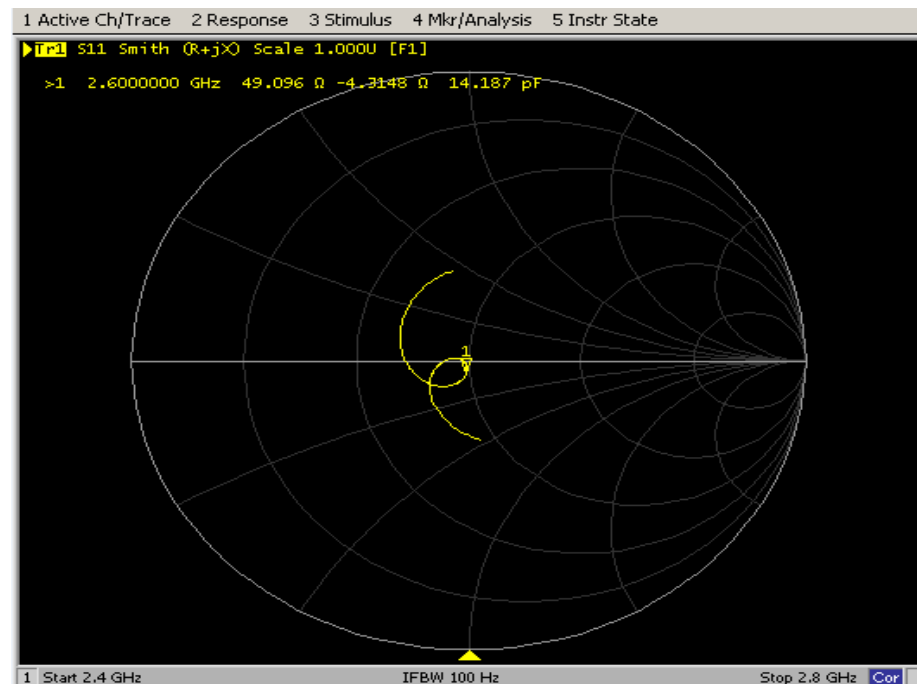 1 Active Ch/Trace 2 Response 3 Stimulus 4 Mkr/Analysis 5 Instr State
Tr1 S11 Smith (R+jX) Scale 1.000U [F1]
>1 2.6000000 GHz 49.096 Ω -4.3148 Ω 14.187 pF
1
1 Start 2.4 GHz IFBW 100 Hz Stop 2.8 GHz Cor